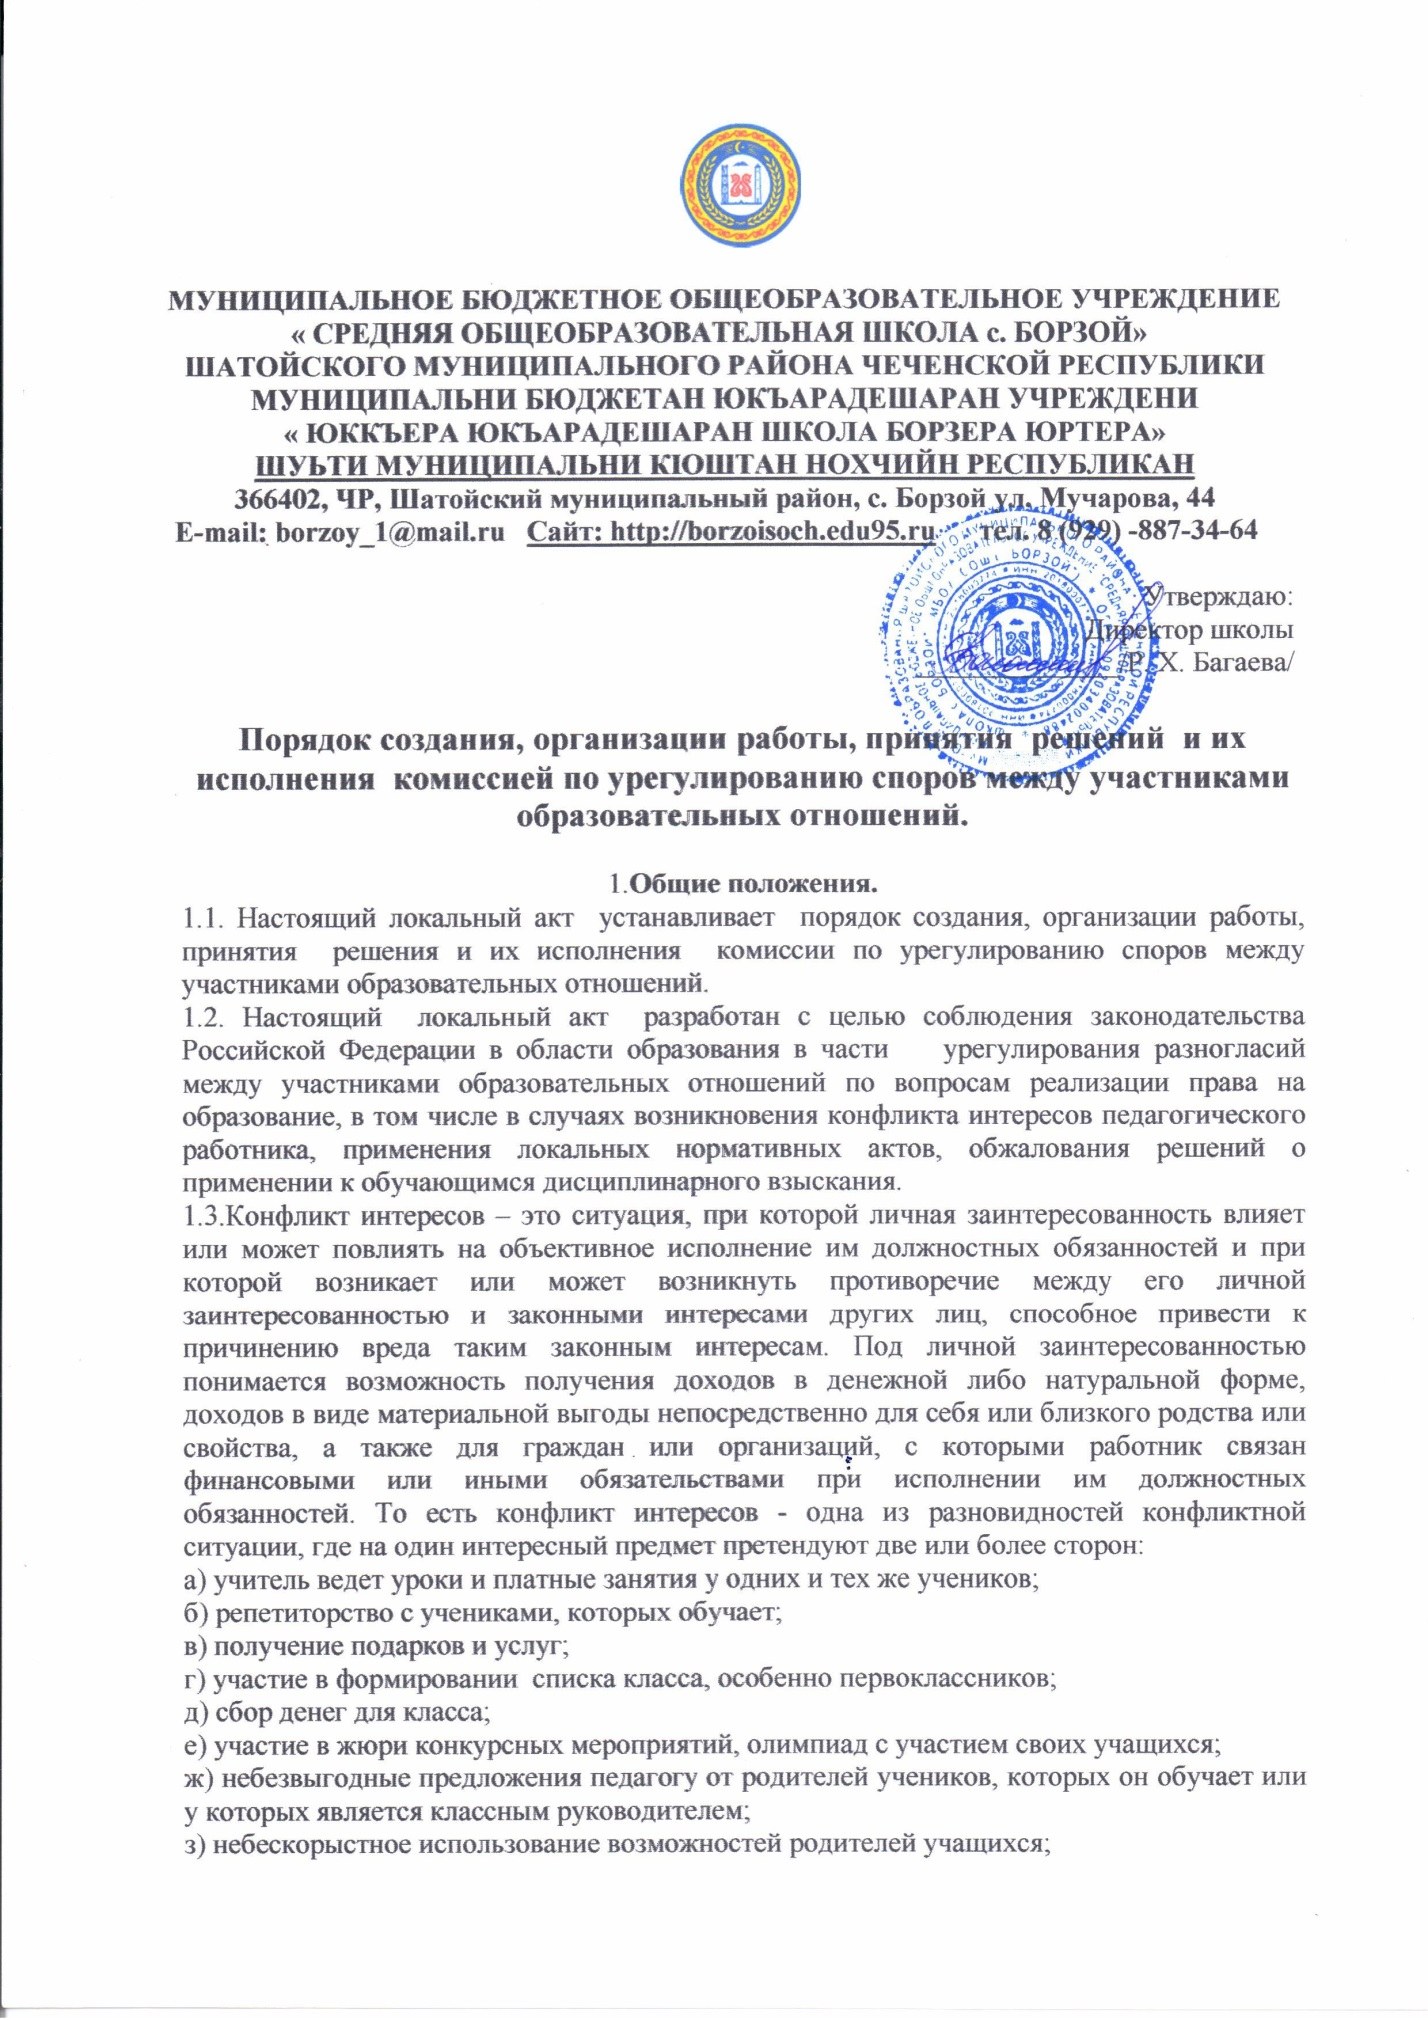 МУНИЦИПАЛЬНОЕ БЮДЖЕТНОЕ ОБЩЕОБРАЗОВАТЕЛЬНОЕ УЧРЕЖДЕНИЕ
« СРЕДНЯЯ ОБЩЕОБРАЗОВАТЕЛЬНАЯ ШКОЛА с. БОРЗОЙ»
ШАТОЙСКОГО МУНИЦИПАЛЬНОГО РАЙОНА ЧЕЧЕНСКОЙ РЕСПУБЛИКИ
МУНИЦИПАЛЬНИ БЮДЖЕТАН ЮКЪАРАДЕШАРАН УЧРЕЖДЕНИ
« ЮККЪЕРА ЮКЪАРАДЕШАРАН ШКОЛА БОРЗЕРА ЮРТЕРА»
ШУЬТИ МУНИЦИПАЛЬНИ КІОШТАН НОХЧИЙН РЕСПУБЛИКАН
366402, ЧР, Шатойский муниципальный район, с. Борзой ул. Мучарова, 44
E-mail: borzoy_1@mail.ru Сайт: http://borzoisoch.edu95.ru тел. 8 (929) -887-34-64
Утверждаю:
Директор школы
Р. Х. Багаева/
Порядок создания, организации работы, принятия решений и их
исполнения комиссией по урегулированию споров между участниками
образовательных отношений.
1.Общие положения.
1.1. Настоящий локальный акт устанавливает порядок создания, организации работы,
принятия решения и их исполнения комиссии по урегулированию споров между
участниками образовательных отношений.
1.2. Настоящий локальный акт разработан с целью соблюдения законодательства
Российской Федерации в области образования в части урегулирования разногласий
между участниками образовательных отношений по вопросам реализации права на
образование, в том числе в случаях возникновения конфликта интересов педагогического
работника, применения локальных нормативных актов, обжалования решений о
применении к обучающимся дисциплинарного взыскания.
1.3.Конфликт интересов – это ситуация, при которой личная заинтересованность влияет
или может повлиять на объективное исполнение им должностных обязанностей и при
которой возникает или может возникнуть противоречие между его личной
заинтересованностью и законными интересами других лиц, способное привести к
причинению вреда таким законным интересам. Под личной заинтересованностью
понимается возможность получения доходов в денежной либо натуральной форме,
доходов в виде материальной выгоды непосредственно для себя или близкого родства или
свойства, а также для граждан или организаций, с которыми работник связан
финансовыми или иными обязательствами при исполнении им должностных
обязанностей. То есть конфликт интересов - одна из разновидностей конфликтной
ситуации, где на один интересный предмет претендуют две или более сторон:
а) учитель ведет уроки и платные занятия у одних и тех же учеников;
б) репетиторство с учениками, которых обучает;
в) получение подарков и услуг;
г) участие в формировании списка класса, особенно первоклассников;
д) сбор денег для класса;
е) участие в жюри конкурсных мероприятий, олимпиад с участием своих учащихся;
ж) небезвыгодные предложения педагогу от родителей учеников, которых он обучает или
у которых является классным руководителем;
з) небескорыстное использование возможностей родителей учащихся;